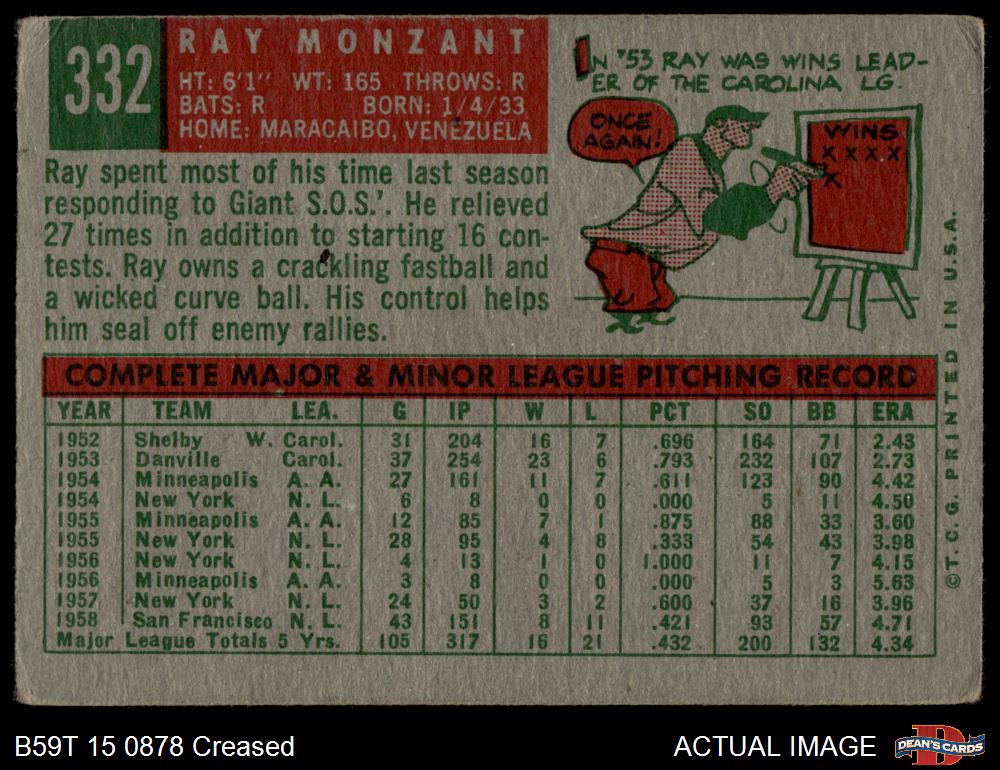 332
RAY MONZANT
HT: 6'1" WT: 165 THROWS: R
BATS: R BORN: 1/4/33
HOME: MARACAIBO, VENEZUELA
IN '53 RAY WAS WINS LEAD-
ER OF THE CAROLINA LG.
ONCE
AGAIN!
WINS
X X X X
X
Ray spent most of his time last season
responding to Giant S.O.S.'. He relieved
27 times in addition to starting 16 con-
tests. Ray owns a crackling fastball and
a wicked curve ball. His control helps
him seal off enemy rallies.
COMPLETE MAJOR & MINOR LEAGUE PITCHING RECORD
YEAR TEAM LEA. G IP W L PCT SO BB ERA
1952 Shelby W. Carol. 31 204 16 7 .696 164 71 2.43
1953 Danville Carol. 37 254 23 6 .793 232 107 2.73
1954 Minneapolis A. A. 27 161 11 7 .611 123 90 4.42
1954 New York N. L. 6 8 0 0 .000 5 11 4.50
1955 Minneapolis A. A. 12 85 7 1 .875 88 33 3.60
1955 New York N. L. 28 95 4 8 .333 54 43 3.98
1956 New York N. L. 4 13 1 0 1.000 11 7 4.15
1956 Minneapolis A. A. 3 8 0 0 .000 5 3 5.63
1957 New York N. L. 24 50 3 2 .600 37 16 3.96
1958 San Francisco N. L. 43 151 8 11 .421 93 57 4.71
Major League Totals 5 Yrs. 105 317 16 21 .432 200 132 4.34
©T. C. G. PRINTED IN U.S.A.
B59T 15 0878 Creased
ACTUAL IMAGE
DEAN'S CARDS